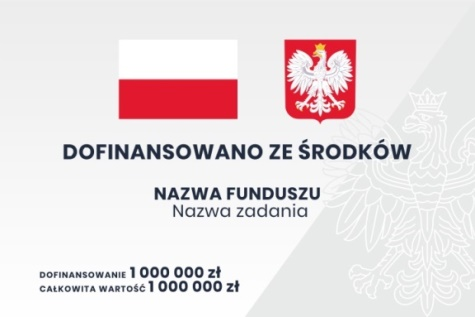 DOFINANSOWANO ZE ŚRODKÓW
NAZWA FUNDUSZU
Nazwa zadania
DOFINANSOWANIE 1 000 000 zł
CAŁKOWITA WARTOŚĆ 1 000 000 zł